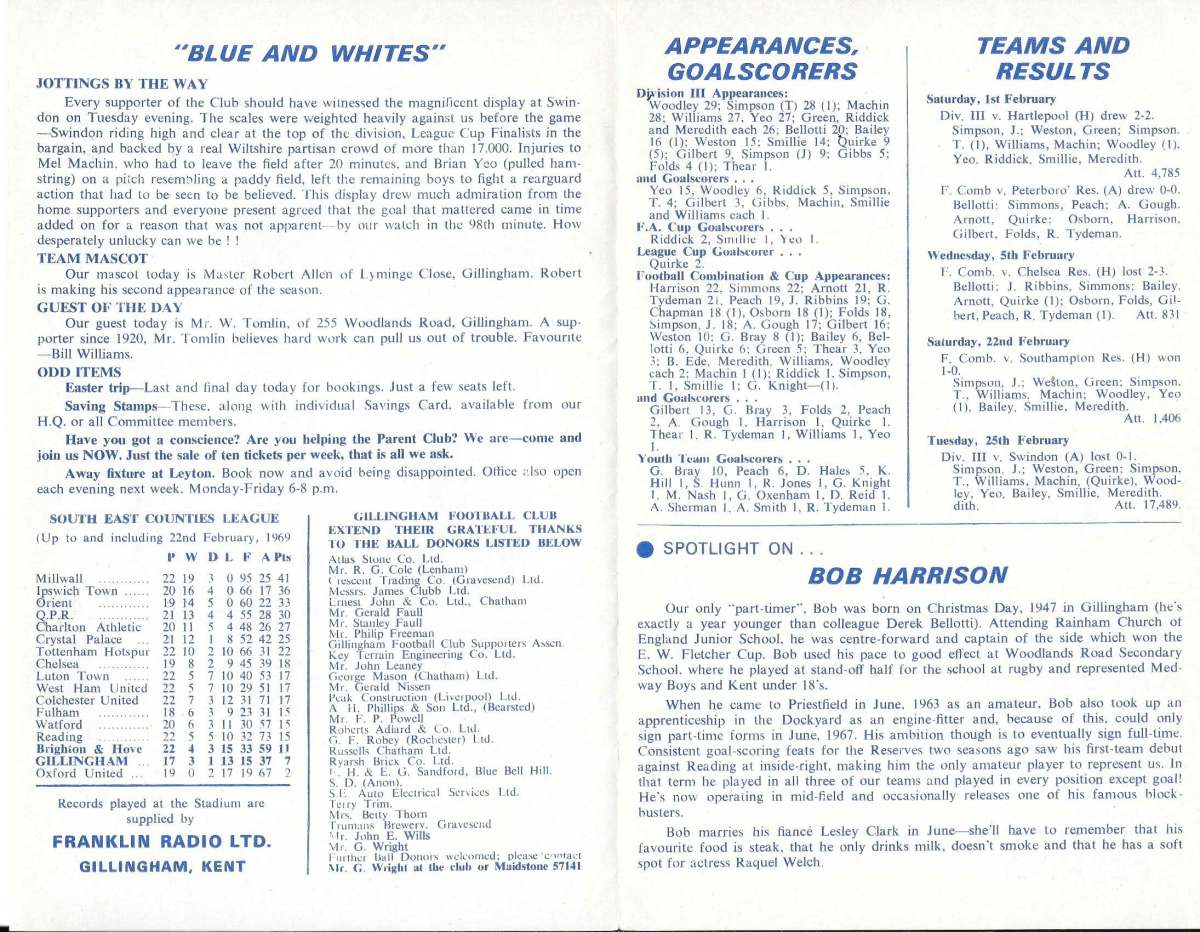 "BLUE AND WHITES"
JOTTINGS BY THE WAY
Every supporter of the Club should have witnessed the magnificent display at Swin-
don on Tuesday evening. The scales were weighted heavily against us before the game
—Swindon riding high and clear at the top of the division, League Cup Finalists in the
bargain, and backed by a real Wiltshire partisan crowd of more than 17,000. Injuries to
Mel Machin, who had to leave the field after 20 minutes, and Brian Yeo (pulled ham-
string) on a pitch resembling a paddy field, left the remaining boys to fight a rearguard
action that had to be seen to be believed. This display drew much admiration from the
home supporters and everyone present agreed that the goal that mattered came in time
added on for a reason that was not apparent—by our watch in the 98th minute. How
desperately unlucky can we be ! !
TEAM MASCOT
Our mascot today is Master Robert Allen of Lyminge Close, Gillingham. Robert
is making his second appearance of the season.
GUEST OF THE DAY
Our guest today is Mr. W. Tomlin, of 255 Woodlands Road, Gillingham. A sup-
porter since 1920, Mr. Tomlin believes hard work can pull us out of trouble. Favourite
—Bill Williams.
ODD ITEMS
Easter trip—Last and final day today for bookings. Just a few seats left.
Saving Stamps—These, along with individual Savings Card, available from our
H.Q. or all Committee members.
Have you got a conscience? Are you helping the Parent Club? We are—come and
join us NOW. Just the sale of ten tickets per week, that is all we ask.
Away fixture at Leyton. Book now and avoid being disappointed. Office also open
each evening next week. Monday-Friday 6-8 p.m.
SOUTH EAST COUNTIES LEAGUE
(Up to and including 22nd February, 1969
P W D L F A Pts
Millwall ............ 22 19 3 0 95 25 41
Ipswich Town ...... 20 16 4 0 66 17 36
Orient ............ 19 14 5 0 60 22 33
Q.P.R. ............ 21 13 4 4 55 28 30
Charlton Athletic 20 11 5 4 48 26 27
Crystal Palace ... 21 12 1 8 52 42 25
Tottenham Hotspur 22 10 2 10 66 31 22
Chelsea ............ 19 8 2 9 45 39 18
Luton Town ...... 22 5 7 10 40 53 17
West Ham United 22 5 7 10 29 51 17
Colchester United 22 7 3 12 31 71 17
Fulham ............ 18 6 3 9 23 31 15
Watford ............ 20 6 3 11 30 57 15
Reading ............ 22 5 5 10 32 73 15
Brighion & Hove 22 4 3 15 33 59 11
GILLINGHAM ... 17 3 1 13 15 37 7
Oxford United ... 19 0 2 17 19 67 2
Records played at the Stadium are
supplied by
FRANKLIN RADIO LTD.
GILLINGHAM, KENT
GILLINGHAM FOOTBALL CLUB
EXTEND THEIR GRATEFUL THANKS
TO THE BALL DONORS LISTED BELOW
Atlas Stone Co. Ltd.
Mr. R. G. Cole (Lenham)
Crescent Trading Co. (Gravesend) Ltd.
Messrs. James Clubb Ltd.
Ernest John & Co. Ltd., Chatham
Mr. Gerald Faull
Mr. Stanley Faull
Mr. Philip Freeman
Gillingham Football Club Supporters Asscn.
Key Terrain Engineering Co. Ltd.
Mr. John Leaney
George Mason (Chatham) Ltd.
Mr. Gerald Nissen
Peak Construction (Liverpool) Ltd.
A. H. Phillips & Son Ltd., (Bearsted)
Mr. F. P. Powell
Roberts Adlard & Co. Ltd.
G. F. Robey (Rochester) Ltd.
Russells Chatham Ltd.
Ryarsh Brick Co. Ltd.
H. & E. G. Sandford, Blue Bell Hill.
S. D. (Anon).
S.E. Auto Electrical Services Ltd.
Terry Trim.
Mrs. Betty Thorn
Trumans Brewery, Gravesend
Mr. John E. Wills
Mr. G. Wright
Further Ball Donors welcomed; please contact
Mr. G. Wright at the club or Maidstone 57141
APPEARANCES,
GOALSCORERS
Division III Appearances:
Woodley 29; Simpson (T) 28 (1); Machin
28; Williams 27, Yeo 27; Green, Riddick
and Meredith each 26; Bellotti 20; Bailey
16 (1); Weston 15; Smillie 14; Quirke 9
(5); Gilbert 9, Simpson (J) 9; Gibbs 5;
Folds 4 (1); Thear 1.
and Goalscorers . . .
Yeo 15, Woodley 6, Riddick 5, Simpson,
T. 4; Gilbert 3, Gibbs, Machin, Smillie
and Williams each 1.
F.A. Cup Goalscorers . . .
Riddick 2, Smillie 1, Yeo 1.
League Cup Goalscorer . . .
Quirke 2.
Football Combination & Cup Appearances:
Harrison 22, Simmons 22; Arnott 21, R.
Tydeman 21, Peach 19, J. Ribbins 19; G.
Chapman 18 (1), Osborn 18 (1); Folds 18,
Simpson, J. 18; A. Gough 17; Gilbert 16;
Weston 10; G. Bray 8 (1); Bailey 6, Bel-
lotti 6, Quirke 6; Green 5; Thear 3, Yeo
3; B. Ede, Meredith, Williams, Woodley
each 2; Machin 1 (1); Riddick 1, Simpson,
T. 1, Smillie 1; G. Knight—(1).
and Goalscorers . . .
Gilbert 13, G. Bray 3, Folds 2, Peach
2, A. Gough 1, Harrison 1, Quirke 1.
Thear 1, R. Tydeman 1, Williams 1, Yeo
1.
Youth Team Goalscorers . . .
G. Bray 10, Peach 6, D. Hales 5, K.
Hill 1, S. Hunn 1, R. Jones 1, G. Knight
1, M. Nash 1, G. Oxenham 1, D. Reid 1.
A. Sherman 1, A. Smith 1, R. Tydeman 1.
TEAMS AND
RESULTS
Saturday, 1st February
Div. III v. Hartlepool (H) drew 2-2.
Simpson, J.; Weston, Green; Simpson,
T. (1), Williams, Machin; Woodley (1),
Yeo, Riddick, Smillie, Meredith.
Att. 4,785
F. Comb v. Peterboro' Res. (A) drew 0-0.
Bellotti; Simmons, Peach; A. Gough.
Arnott, Quirke; Osborn, Harrison,
Gilbert, Folds, R. Tydeman.
Wednesday, 5th February
F. Comb. v. Chelsea Res. (H) lost 2-3.
Bellotti; J. Ribbins, Simmons; Bailey,
Arnott, Quirke (1); Osborn, Folds, Gil-
bert, Peach, R. Tydeman (1). Att. 831
Saturday, 22nd February
F. Comb. v. Southampton Res. (H) won
1-0.
Simpson, J.; Weston, Green; Simpson,
T., Williams, Machin; Woodley, Yeo
(1), Bailey, Smillie, Meredith.
Att. 1,406
Tuesday, 25th February
Div. III v. Swindon (A) lost 0-1.
Simpson, J.; Weston, Green; Simpson,
T., Williams, Machin, (Quirke), Wood-
ley, Yeo, Bailey, Smillie, Meredith.
dith. Att. 17,489.
SPOTLIGHT ON . . .
BOB HARRISON
Our only "part-timer", Bob was born on Christmas Day, 1947 in Gillingham (he's
exactly a year younger than colleague Derek Bellotti). Attending Rainham Church of
England Junior School, he was centre-forward and captain of the side which won the
E. W. Fletcher Cup. Bob used his pace to good effect at Woodlands Road Secondary
School, where he played at stand-off half for the school at rugby and represented Med-
way Boys and Kent under 18's.
When he came to Priestfield in June, 1963 as an amateur, Bob also took up an
apprenticeship in the Dockyard as an engine-fitter and, because of this, could only
sign part-time forms in June, 1967. His ambition though is to eventually sign full-time.
Consistent goal-scoring feats for the Reserves two seasons ago saw his first-team debut
against Reading at inside-right, making him the only amateur player to represent us. In
that term he played in all three of our teams and played in every position except goal!
He's now operating in mid-field and occasionally releases one of his famous block-
busters.
Bob marries his fiancé Lesley Clark in June—she'll have to remember that his
favourite food is steak, that he only drinks milk, doesn't smoke and that he has a soft
spot for actress Raquel Welch.